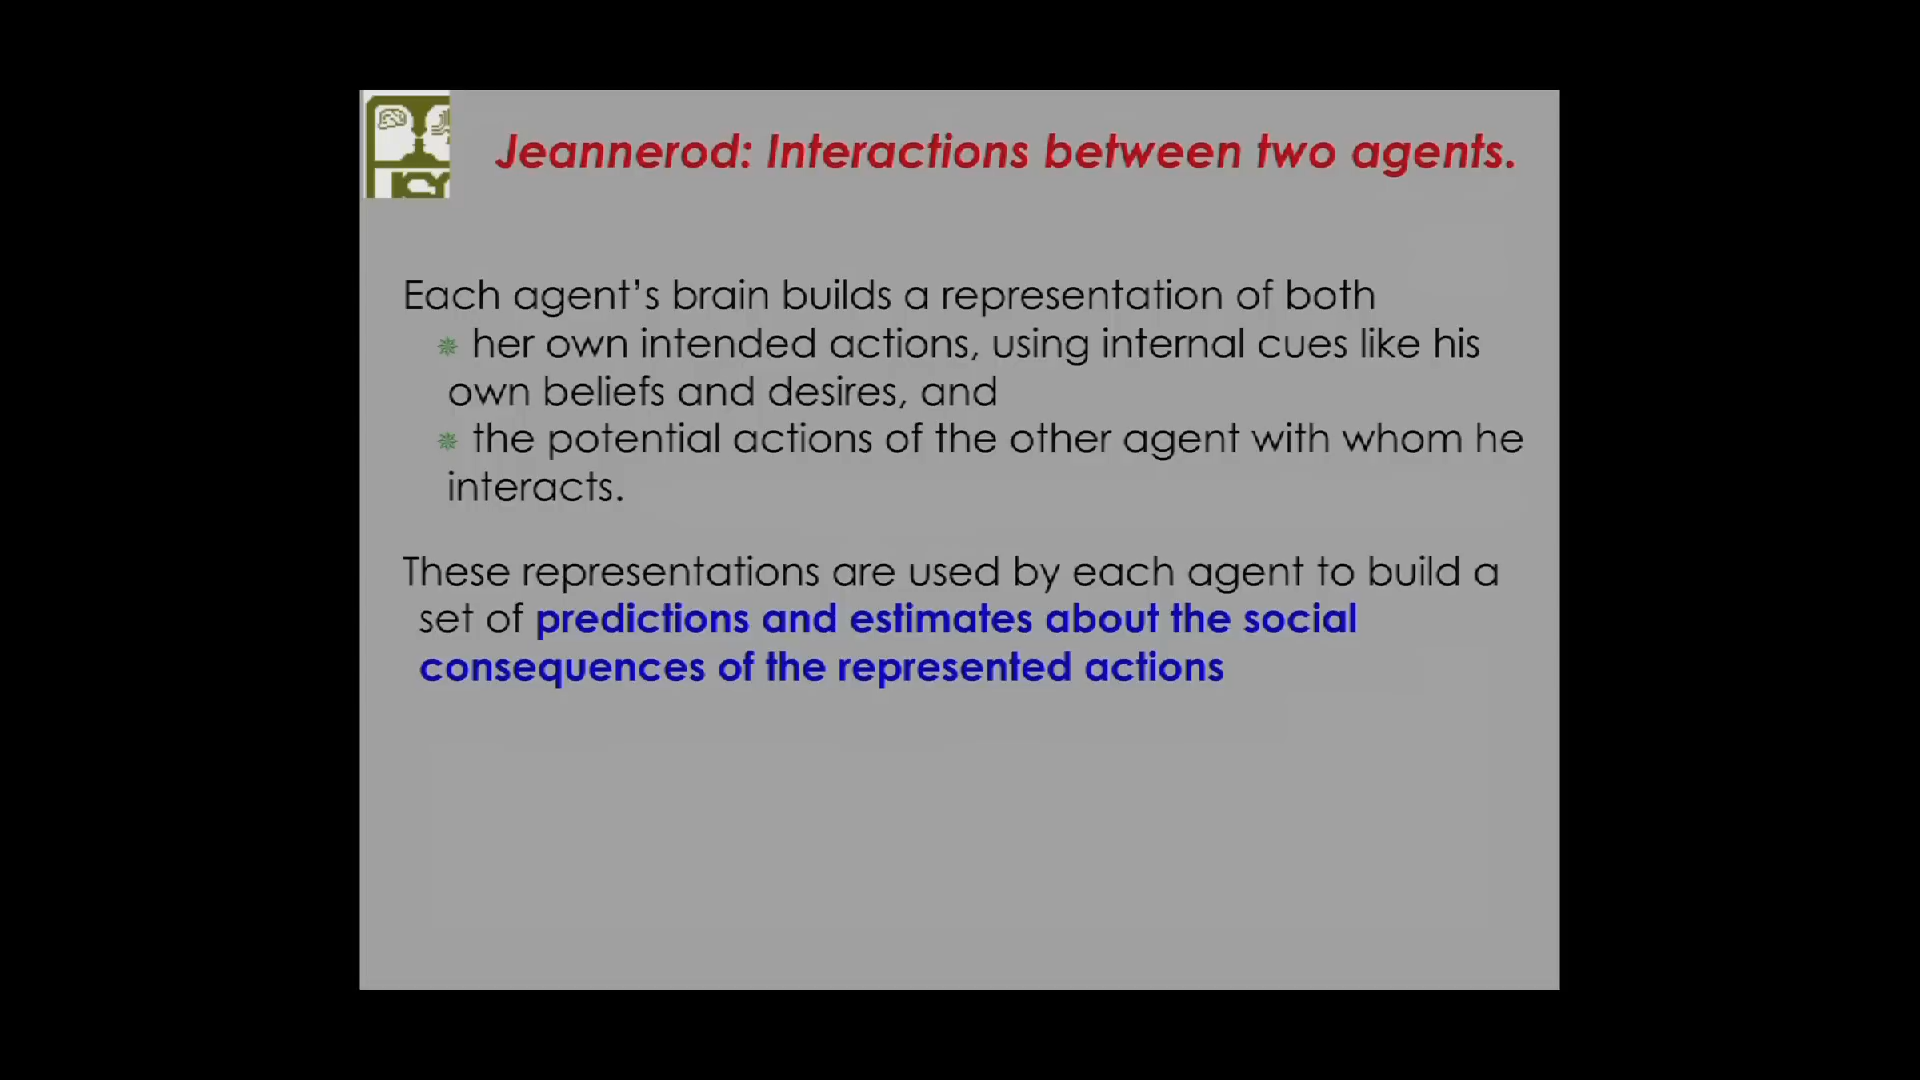 Jeannerod: Interactions between two agents.
Each agent’s brain builds a representation of both
her own intended actions, using internal cues like his
own beliefs and desires, and
the potential actions of the other agent with whom he
interacts.
These representations are used by each agent to build a
set of predictions and estimates about the social
consequences of the represented actions